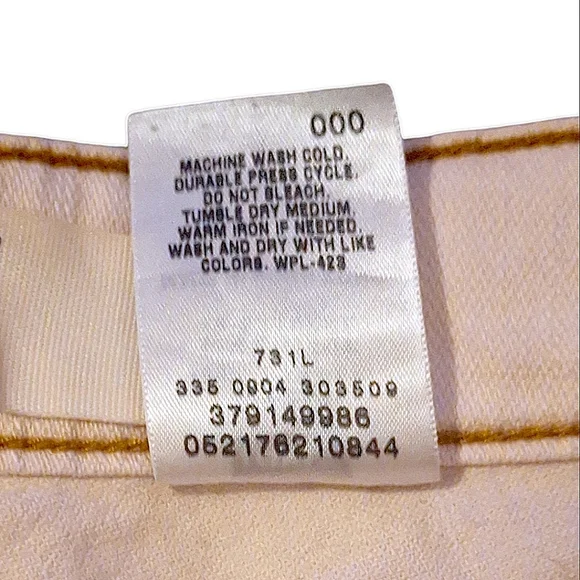 000
MACHINE WASH COLD.
DURABLE PRESS CYCLE.
DO NOT BLEACH.
TUMBLE DRY MEDIUM.
WARM IRON IF NEEDED.
WASH AND DRY WITH LIKE
COLORS. WPL-423
731L
335 0904 303509
379149986
052176210844